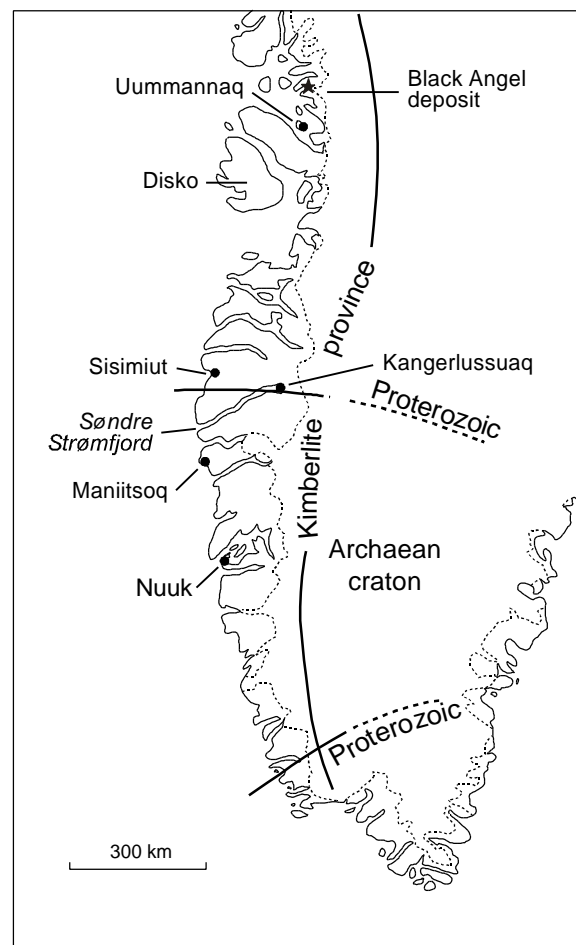 Uummannaq
Black Angel
deposit
Disko
province
Sisimiut
Kangerlussuaq
Proterozoic
Søndre
Strømfjord
Maniitsoq
Kimberlite
Archaean
craton
Nuuk
Proterozoic
300 km